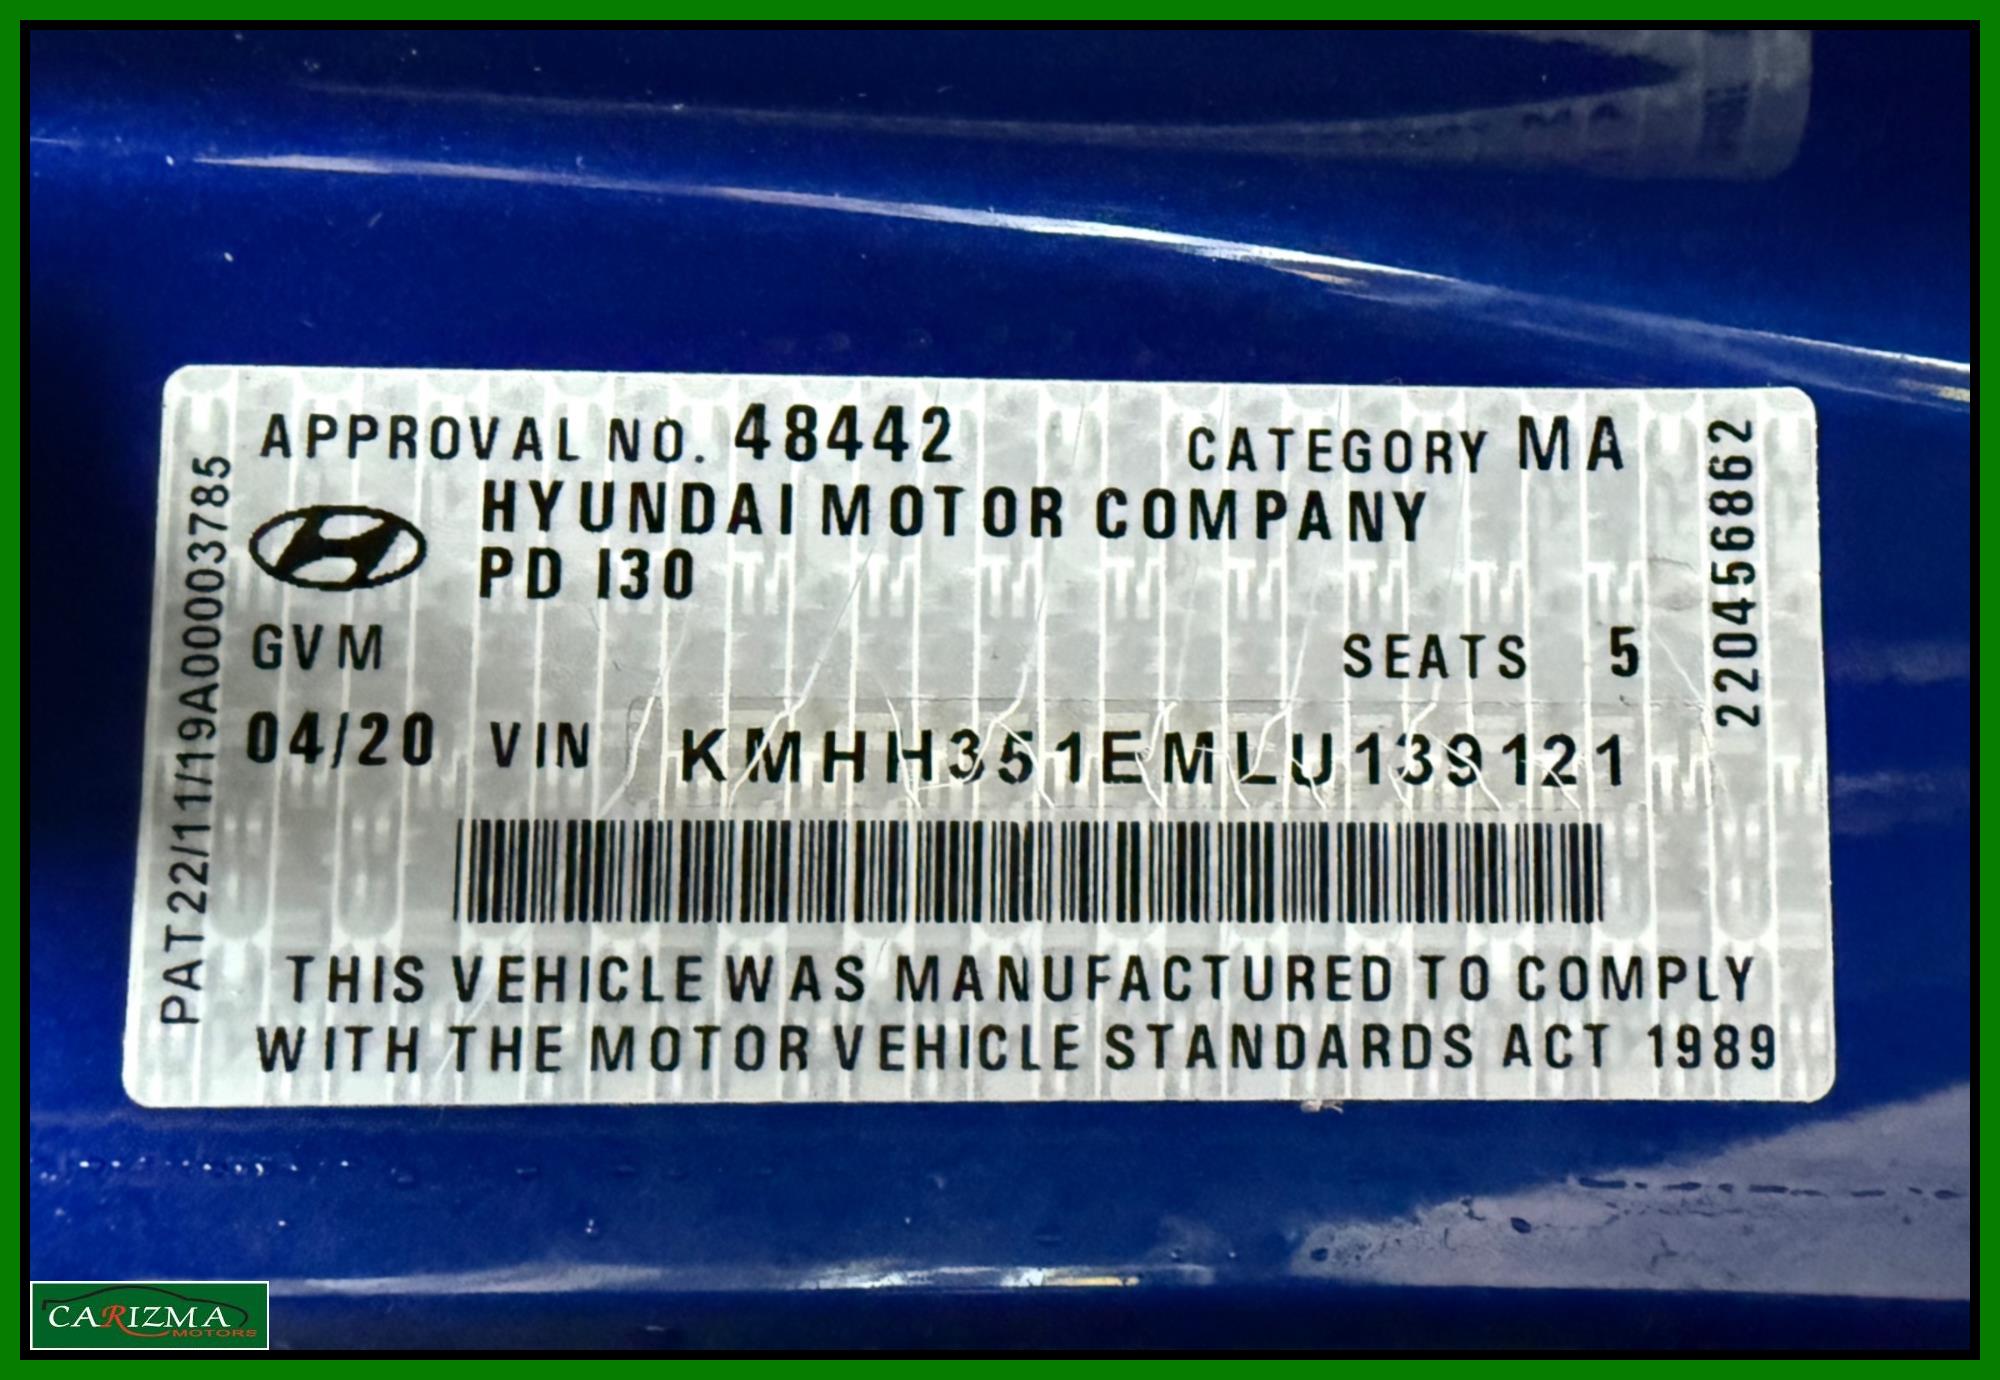 APPROVAL NO. 48442 CATEGORY MA
HYUNDAI MOTOR COMPANY
PD I30
GVM SEATS 5
04/20 VIN KMHH351EMLU139121
THIS VEHICLE WAS MANUFACTURED TO COMPLY
WITH THE MOTOR VEHICLE STANDARDS ACT 1989
PAT22/11/19A00003785
220456862
CARIZMA
MOTORS